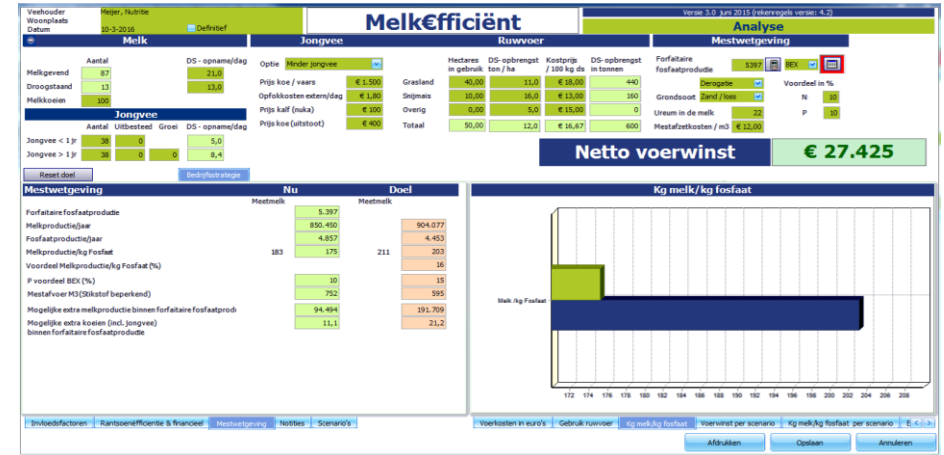 Veehouder Meijer, Nutritie
Woonplaats
Datum 10-3-2016 Definitief
Melk€fficiënt
Versie 3.0 juni 2015 (rekenregels versie: 4.2)
Analyse
Melk Jongvee Ruwvoer Mestwetgeving
Aantal DS - opname/dag
Melkgevend 87 21,0
Droogstaand 13 13,0
Melkkoeien 100
Jongvee
Aantal Uitbesteed Groei DS - opname/dag
Jongvee < 1 jr 38 0 5,0
Jongvee > 1 jr 38 0 0 8,4
Optie Minder jongvee
Prijs koe / vaars € 1.500
Opfokkosten extern/dag € 1,80
Prijs kalf (nuka) € 100
Prijs koe (uitstoot) € 400
Hectares in gebruik DS-opbrengst ton / ha Kostprijs / 100 kg ds DS-opbrengst in tonnen
Grasland 40,00 11,0 € 18,00 440
Snijmais 10,00 16,0 € 13,00 160
Overig 0,00 5,0 € 15,00 0
Totaal 50,00 12,0 € 16,67 600
Forfaitaire
fosfaatproductie 5397 BEX
Derogatie Voordeel in %
Grondsoort Zand / loss N 10
Ureum in de melk 22 P 10
Mestafzetkosten / m3 € 12,00
Netto voerwinst € 27.425
Reset doel Bedrijfsstrategie
Mestwetgeving Nu Doel
Meetmelk Meetmelk
Forfaitaire fosfaatproductie 5.397
Melkproductie/jaar 850.450 904.077
Fosfaatproductie/jaar 4.857 4.453
Melkproductie/kg Fosfaat 183 175 211 203
Voordeel Melkproductie/kg Fosfaat (%) 16
P voordeel BEX (%) 10 15
Mestafvoer M3 (Stikstof beperkend) 752 595
Mogelijke extra melkproductie binnen forfaitaire fosfaatprodu 94.494 191.709
Mogelijke extra koeien (incl. jongvee) 11,1 21,2
binnen forfaitaire fosfaatproductie
Kg melk/kg fosfaat
Melk /kg Fosfaat
172 174 176 178 180 182 184 186 188 190 192 194 196 198 200 202 204 206 208
Invloedsfactoren Rantsoenéfficientie & financieel Mestwetgeving Notities Scenario's
Voerkosten in euro's Gebruik ruwvoer Kg melk/kg fosfaat Voerwinst per scenario Kg melk/kg fosfaat per scenario
Afdrukken Opslaan Annuleren